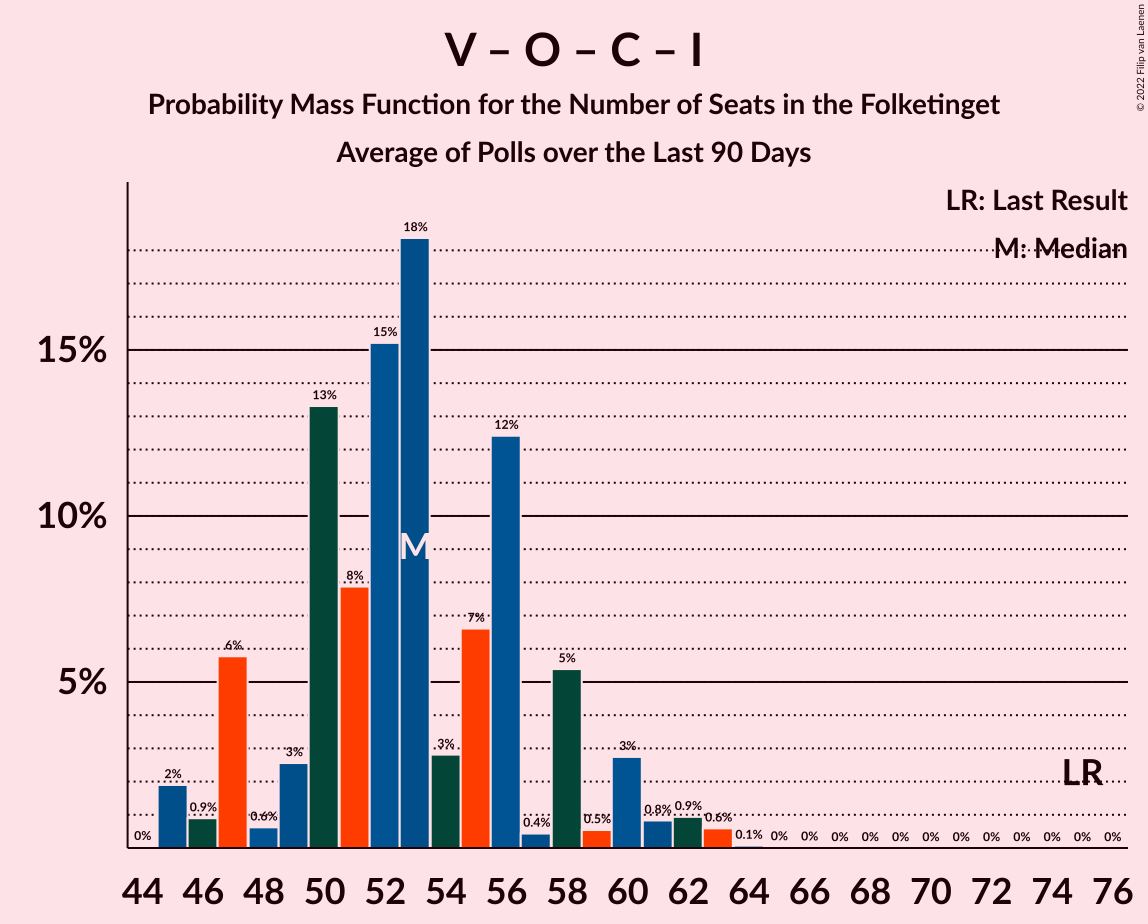 V – O – C – I
Probability Mass Function for the Number of Seats in the Folketinget
Average of Polls over the Last 90 Days
© 2022 Filip van Laenen
LR: Last Result
M: Median
15%
10%
5%
0% 2% 0.9% 6% 0.6% 3% 13% 8% 15% 18% 3% 7% 12% 0.4% 5% 0.5% 3% 0.8% 0.9% 0.6% 0.1% 0% 0% 0% 0% 0% 0% 0% 0% 0% 0% 0% 0%
M
LR
44 46 48 50 52 54 56 58 60 62 64 66 68 70 72 74 76